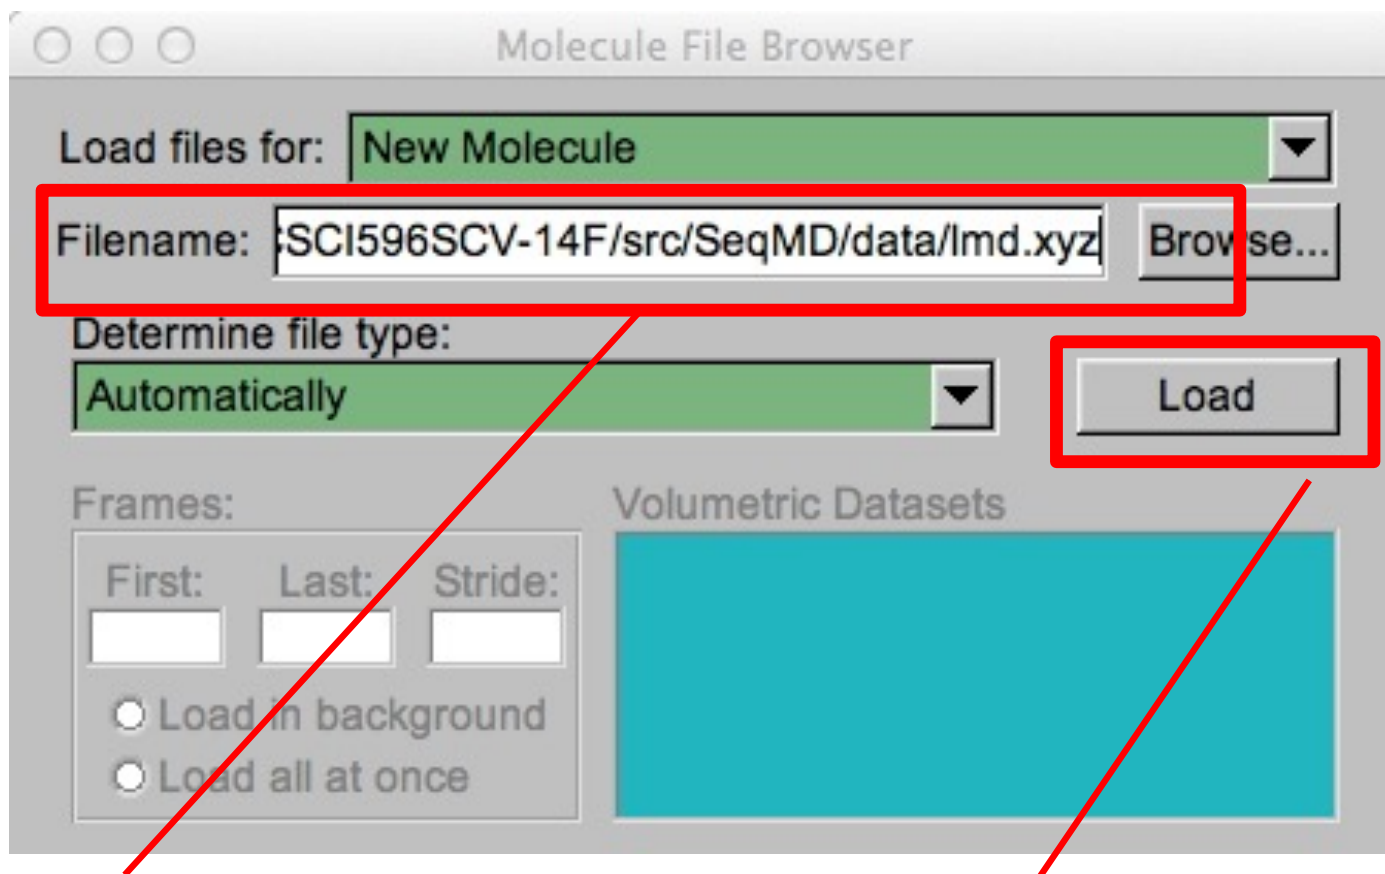 Molecule File Browser
Load files for: New Molecule
Filename: SCI596SCV-14F/src/SeqMD/data/lmd.xyz Browse...
Determine file type:
Automatically Load
Frames: Volumetric Datasets
First: Last: Stride:
Load in background
Load all at once